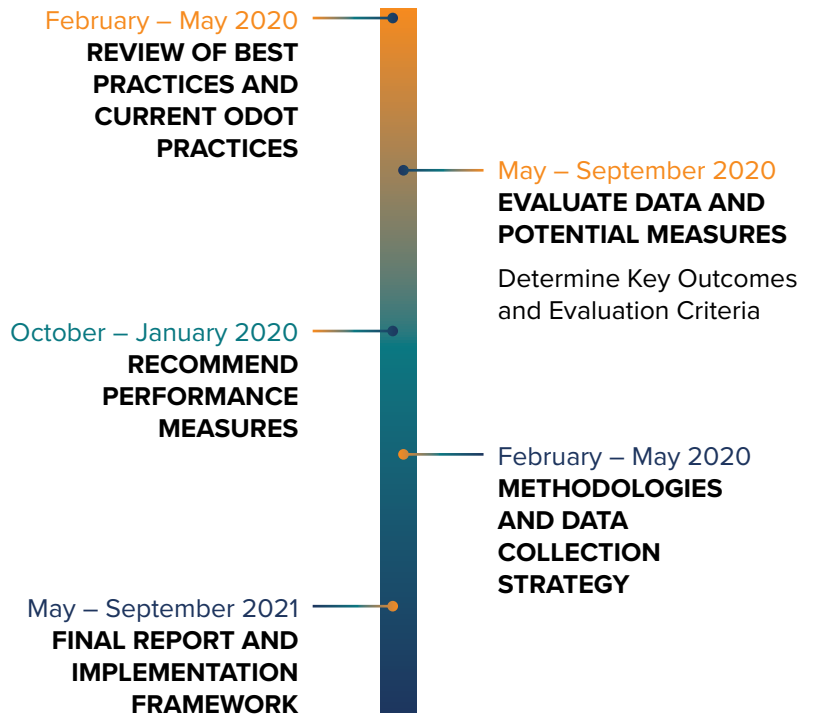 February – May 2020
REVIEW OF BEST
PRACTICES AND
CURRENT ODOT
PRACTICES
May – September 2020
EVALUATE DATA AND
POTENTIAL MEASURES
Determine Key Outcomes
and Evaluation Criteria
October – January 2020
RECOMMEND
PERFORMANCE
MEASURES
February – May 2020
METHODOLOGIES
AND DATA
COLLECTION
STRATEGY
May – September 2021
FINAL REPORT AND
IMPLEMENTATION
FRAMEWORK